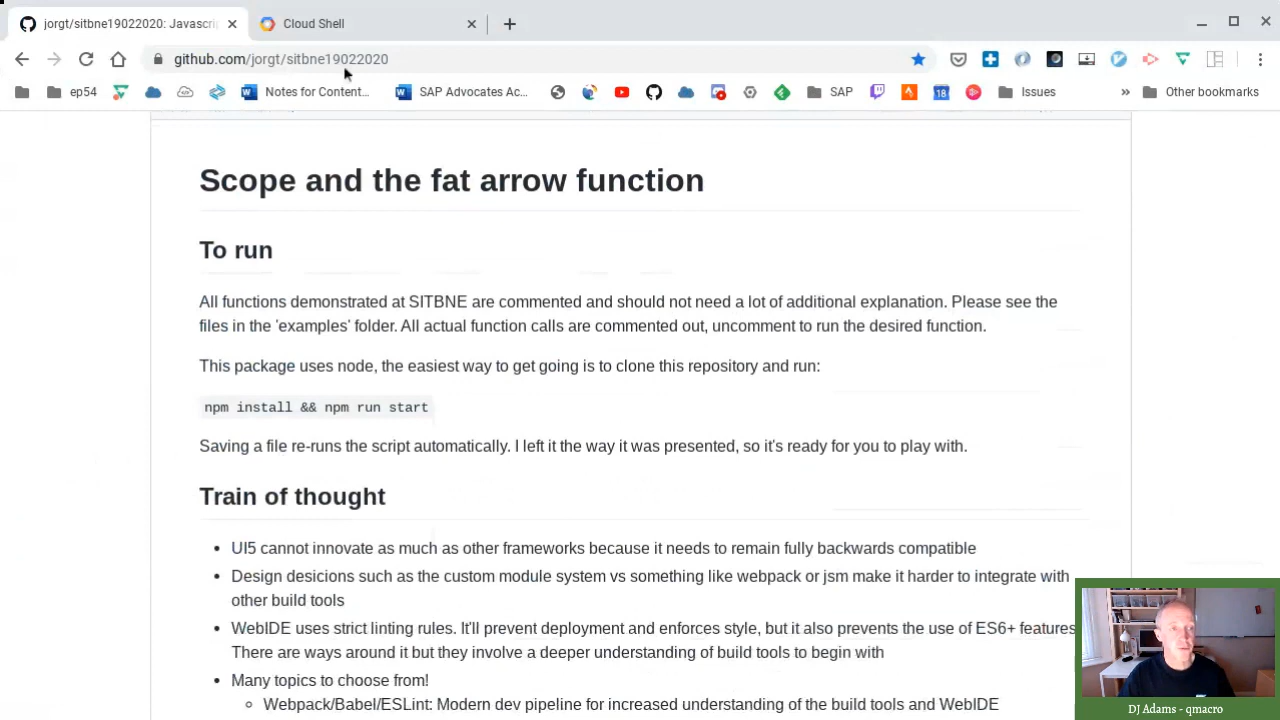 jorgt/sitbne19022020: Javascri
Cloud Shell
github.com/jorgt/sitbne19022020
ep54
Notes for Content...
SAP Advocates Ac...
SAP
18
Issues
»
Other bookmarks
Scope and the fat arrow function
To run
All functions demonstrated at SITBNE are commented and should not need a lot of additional explanation. Please see the
files in the 'examples' folder. All actual function calls are commented out, uncomment to run the desired function.
This package uses node, the easiest way to get going is to clone this repository and run:
npm install && npm run start
Saving a file re-runs the script automatically. I left it the way it was presented, so it's ready for you to play with.
Train of thought
• UI5 cannot innovate as much as other frameworks because it needs to remain fully backwards compatible
• Design desicions such as the custom module system vs something like webpack or jsm make it harder to integrate with
other build tools
• WebIDE uses strict linting rules. It'll prevent deployment and enforces style, but it also prevents the use of ES6+ features
There are ways around it but they involve a deeper understanding of build tools to begin with
• Many topics to choose from!
◦ Webpack/Babel/ESLint: Modern dev pipeline for increased understanding of the build tools and WebIDE
DJ Adams - qmacro